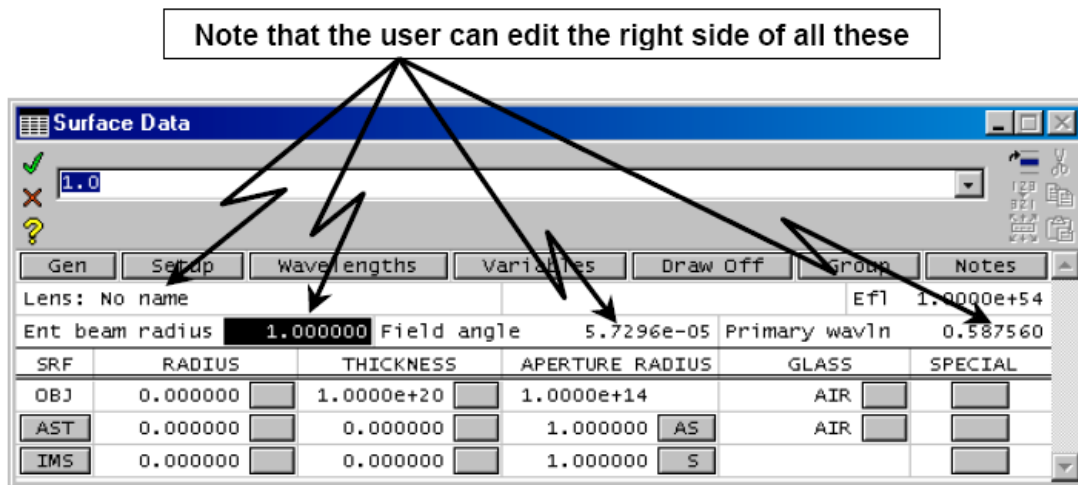 Note that the user can edit the right side of all these
Surface Data
1.0
Gen Setup Wavelengths Variables Draw Off Group Notes
Lens: No name Efl 1.0000e+54
Ent beam radius 1.000000 Field angle 5.7296e-05 Primary wavln 0.587560
SRF RADIUS THICKNESS APERTURE RADIUS GLASS SPECIAL
OBJ 0.000000 1.0000e+20 1.0000e+14 AIR
AST 0.000000 0.000000 1.000000 AS AIR
IMS 0.000000 0.000000 1.000000 S